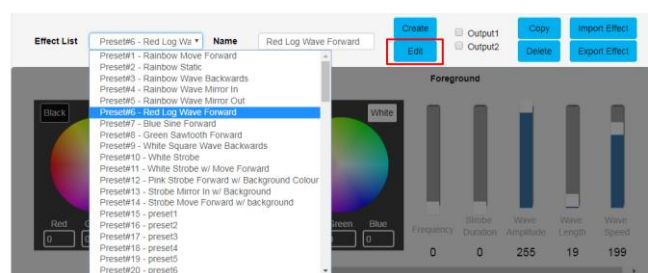 Effect List Preset#6 - Red Log Wa Name Red Log Wave Forward Create Output1 Copy Import Effect
Edit Output2 Delete Export Effect
Preset#1 - Rainbow Move Forward
Preset#2 - Rainbow Static
Preset#3 - Rainbow Wave Backwards
Preset#4 - Rainbow Wave Mirror In
Preset#5 - Rainbow Wave Mirror Out
Preset#6 - Red Log Wave Forward
Preset#7 - Blue Sine Forward
Preset#8 - Green Sawtooth Forward
Preset#9 - White Square Wave Backwards
Preset#10 - White Strobe
Preset#11 - White Strobe w/ Move Forward
Preset#12 - Pink Strobe Forward w/ Background Colour
Preset#13 - Strobe Mirror In w/ Background
Preset#14 - Strobe Move Forward w/ background
Preset#15 - preset1
Preset#16 - preset2
Preset#17 - preset3
Preset#18 - preset4
Preset#19 - preset5
Preset#20 - preset6
Foreground
Black White
Red Green Blue
0 0
Frequency Strobe Duration Wave Amplitude Wave Length Wave Speed
0 0 255 19 199